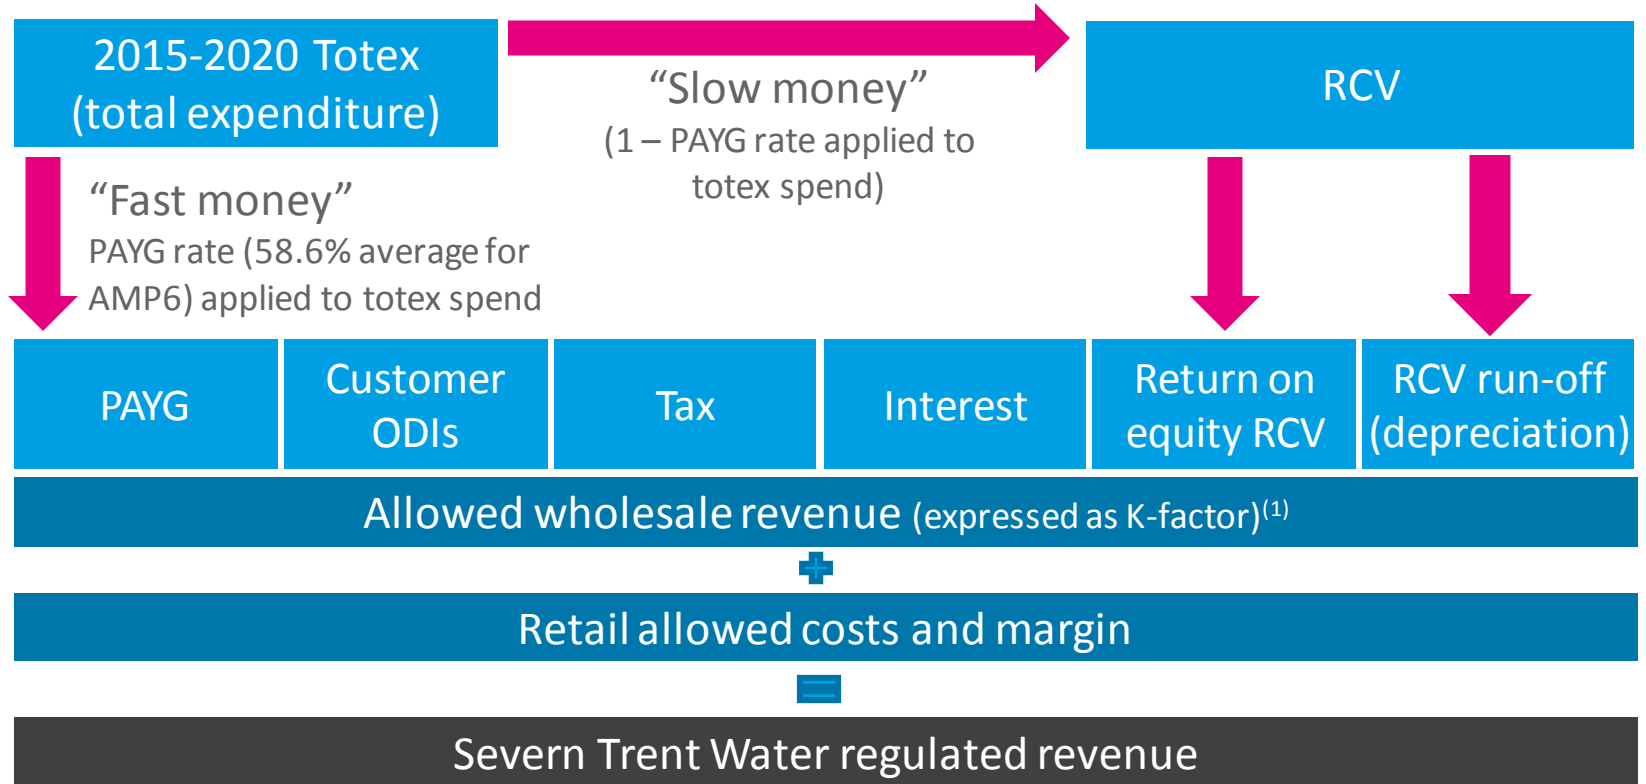 2015-2020 Totex
(total expenditure)
“Slow money”
(1 – PAYG rate applied to
totex spend)
RCV
“Fast money”
PAYG rate (58.6% average for
AMP6) applied to totex spend
PAYG
Customer
ODIs
Tax
Interest
Return on
equity RCV
RCV run-off
(depreciation)
Allowed wholesale revenue (expressed as K-factor)⁽¹⁾
+
Retail allowed costs and margin
=
Severn Trent Water regulated revenue